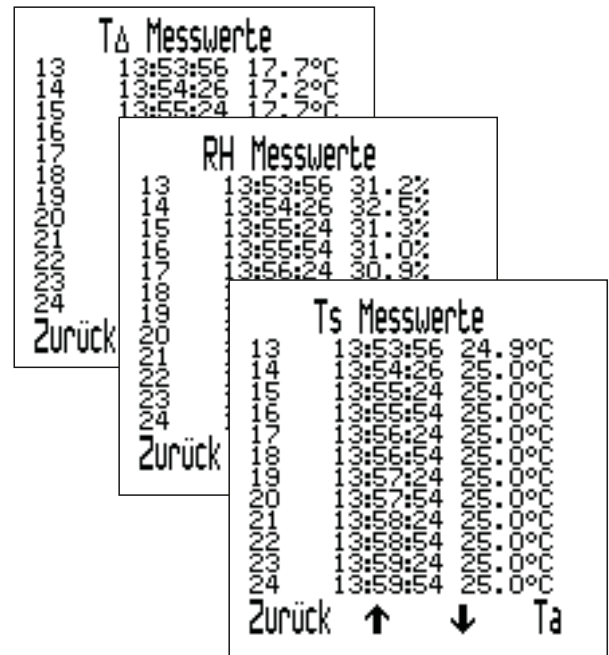 T∆ Messwerte
13 13:53:56 17.7°C
14 13:54:26 17.2°C
15 13:55:24 17.7°C
16
17
18
19
20
21
22
23
24
Zurück
RH Messwerte
13 13:53:56 31.2%
14 13:54:26 32.5%
15 13:55:24 31.3%
16 13:55:54 31.0%
17 13:56:24 30.9%
18
19
20
21
22
23
24
Zurück
Ts Messwerte
13 13:53:56 24.9°C
14 13:54:26 25.0°C
15 13:55:24 25.0°C
16 13:55:54 25.0°C
17 13:56:24 25.0°C
18 13:56:54 25.0°C
19 13:57:24 25.0°C
20 13:57:54 25.0°C
21 13:58:24 25.0°C
22 13:58:54 25.0°C
23 13:59:24 25.0°C
24 13:59:54 25.0°C
Zurück ↑ ↓ Ta